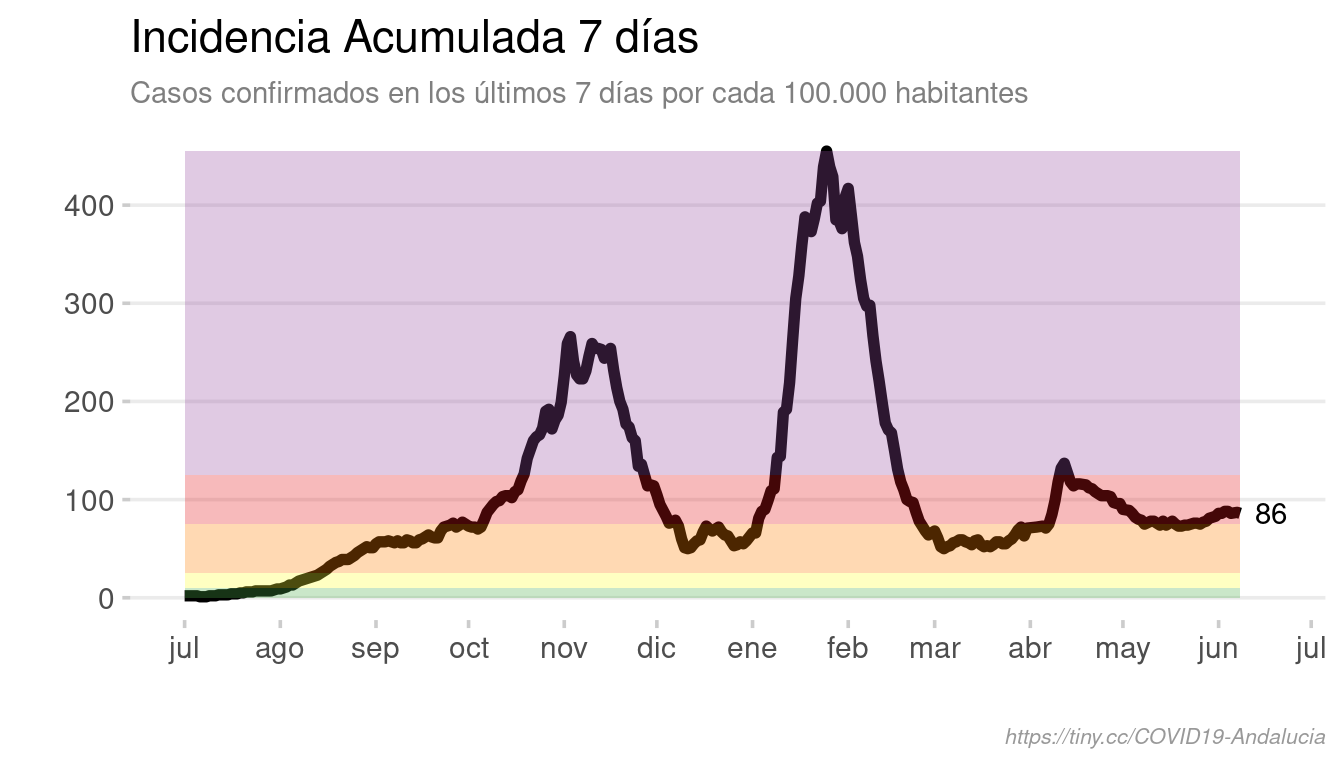 Incidencia Acumulada 7 días
Casos confirmados en los últimos 7 días por cada 100.000 habitantes
400
300
200
100
0
86
jul ago sep oct nov dic ene feb mar abr may jun jul
https://tiny.cc/COVID19-Andalucia